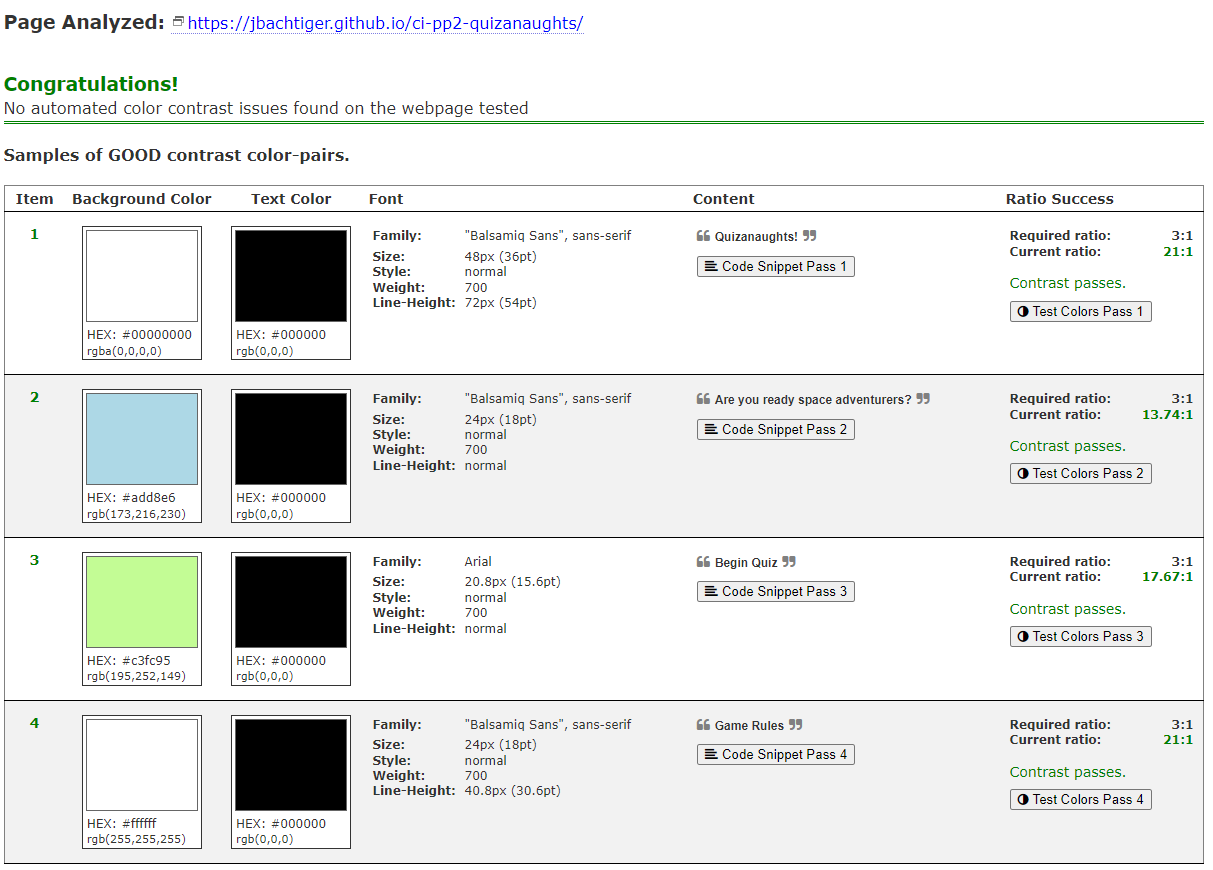 Page Analyzed: https://jbachtiger.github.io/ci-pp2-quizanaughts/
Congratulations!
No automated color contrast issues found on the webpage tested
Samples of GOOD contrast color-pairs.
Item Background Color Text Color Font Content Ratio Success
1
HEX: #00000000
rgba(0,0,0,0)
HEX: #000000
rgb(0,0,0)
Family: "Balsamiq Sans", sans-serif
Size: 48px (36pt)
Style: normal
Weight: 700
Line-Height: 72px (54pt)
❝ Quizanaughts! ❞
Code Snippet Pass 1
Required ratio: 3:1
Current ratio: 21:1
Contrast passes.
Test Colors Pass 1
2
HEX: #add8e6
rgb(173,216,230)
HEX: #000000
rgb(0,0,0)
Family: "Balsamiq Sans", sans-serif
Size: 24px (18pt)
Style: normal
Weight: 700
Line-Height: normal
❝ Are you ready space adventurers? ❞
Code Snippet Pass 2
Required ratio: 3:1
Current ratio: 13.74:1
Contrast passes.
Test Colors Pass 2
3
HEX: #c3fc95
rgb(195,252,149)
HEX: #000000
rgb(0,0,0)
Family: Arial
Size: 20.8px (15.6pt)
Style: normal
Weight: 700
Line-Height: normal
❝ Begin Quiz ❞
Code Snippet Pass 3
Required ratio: 3:1
Current ratio: 17.67:1
Contrast passes.
Test Colors Pass 3
4
HEX: #ffffff
rgb(255,255,255)
HEX: #000000
rgb(0,0,0)
Family: "Balsamiq Sans", sans-serif
Size: 24px (18pt)
Style: normal
Weight: 700
Line-Height: 40.8px (30.6pt)
❝ Game Rules ❞
Code Snippet Pass 4
Required ratio: 3:1
Current ratio: 21:1
Contrast passes.
Test Colors Pass 4